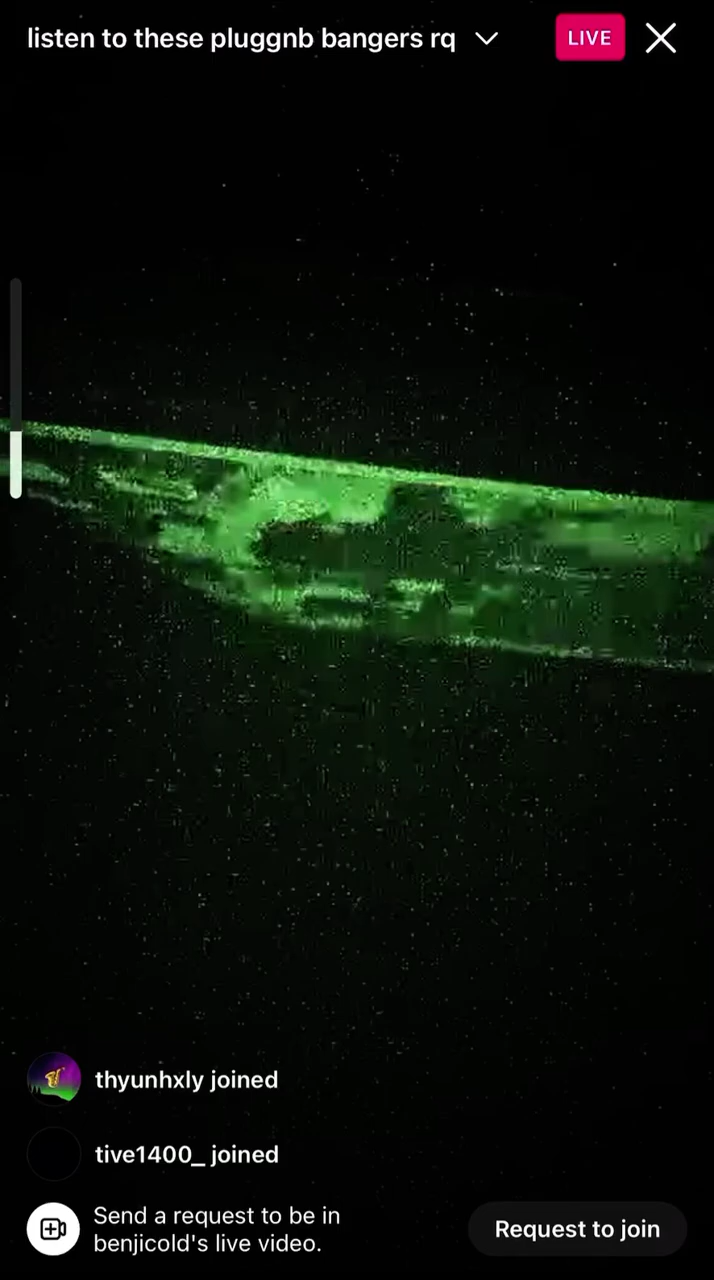 listen to these pluggnb bangers rq
LIVE
thyunhxly joined
tive1400_ joined
Send a request to be in
benjicold's live video.
Request to join